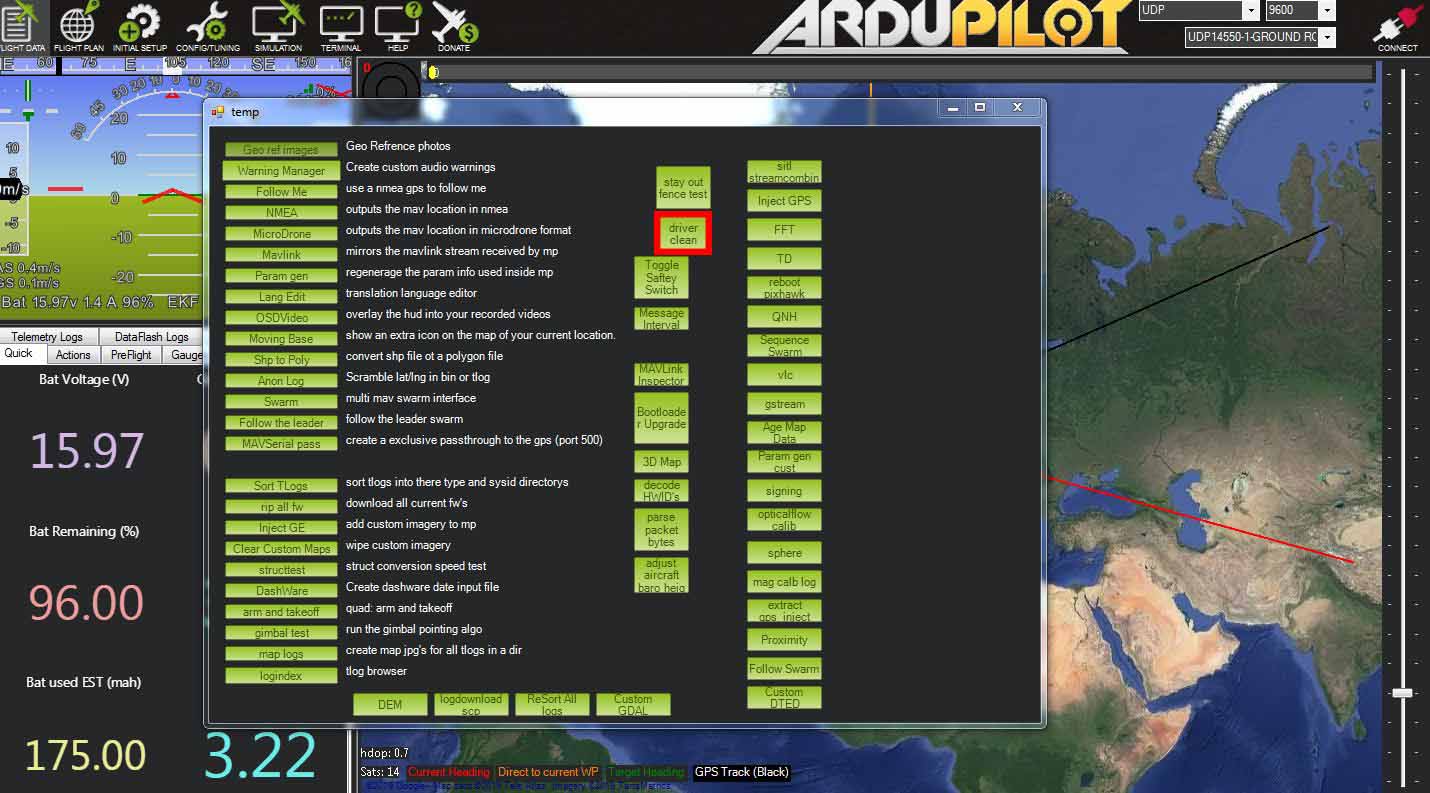 FLIGHT DATA FLIGHT PLAN INITIAL SETUP CONFIG/TUNING SIMULATION TERMINAL HELP DONATE
ARDUPILOT
UDP 9600
UDP14550-1-GROUND RO
CONNECT
60 75 E 105 SE 150
D
temp
Geo ref images Geo Refrence photos
Warning Manager Create custom audio warnings
Follow Me use a nmea gps to follow me
NMEA outputs the mav location in nmea
MicroDrone outputs the mav location in microdrone format
Mavlink mirrors the mavlink stream received by mp
Param gen regenerage the param info used inside mp
Lang Edit translation language editor
OSDVideo overlay the hud into your recorded videos
Moving Base show an extra icon on the map of your current location.
Shp to Poly convert shp file ot a polygon file
Anon Log Scramble lat/lng in bin or tlog
Swarm multi mav swarm interface
Follow the leader follow the leader swarm
MAVSerial pass create a exclusive passthrough to the gps (port 500)
Sort TLogs sort tlogs into there type and sysid directorys
rip all fw download all current fw's
Inject GE add custom imagery to mp
Clear Custom Maps wipe custom imagery
structtest struct conversion speed test
DashWare Create dashware date input file
arm and takeoff quad: arm and takeoff
gimbal test run the gimbal pointing algo
map logs create map jpg's for all tlogs in a dir
logindex tlog browser
DEM
logdownload
scp
ReSort All
logs
Custom
GDAL
stay out
fence test
driver
clean
Toggle
Saftey
Switch
Message
Interval
MAVLink
Inspector
Bootloade
r Upgrade
3D Map
decode
HWID's
parse
packet
bytes
adjust
aircraft
baro heig
sitl
streamcombin
Inject GPS
FFT
TD
reboot
pixhawk
QNH
Sequence
Swarm
vlc
gstream
Age Map
Data
Param gen
cust
signing
opticalflow
calib
sphere
mag calb log
extract
gps_inject
Proximity
Follow Swarm
Custom
DTED
60 45 30 20 10 0 10 20 30
20
10
0
-10
-20
10
5
0m/s
-5
-10
AS 0.4m/s
GS 0.1m/s
Bat 15.97v 1.4 A 96% EKF
Telemetry Logs DataFlash Logs
Quick Actions PreFlight Gauge
Bat Voltage (V)
15.97
Bat Remaining (%)
96.00
Bat used EST (mah)
175.00
3.22
hdop: 0.7
Sats: 14 Current Heading Direct to current WP Target Heading GPS Track (Black)